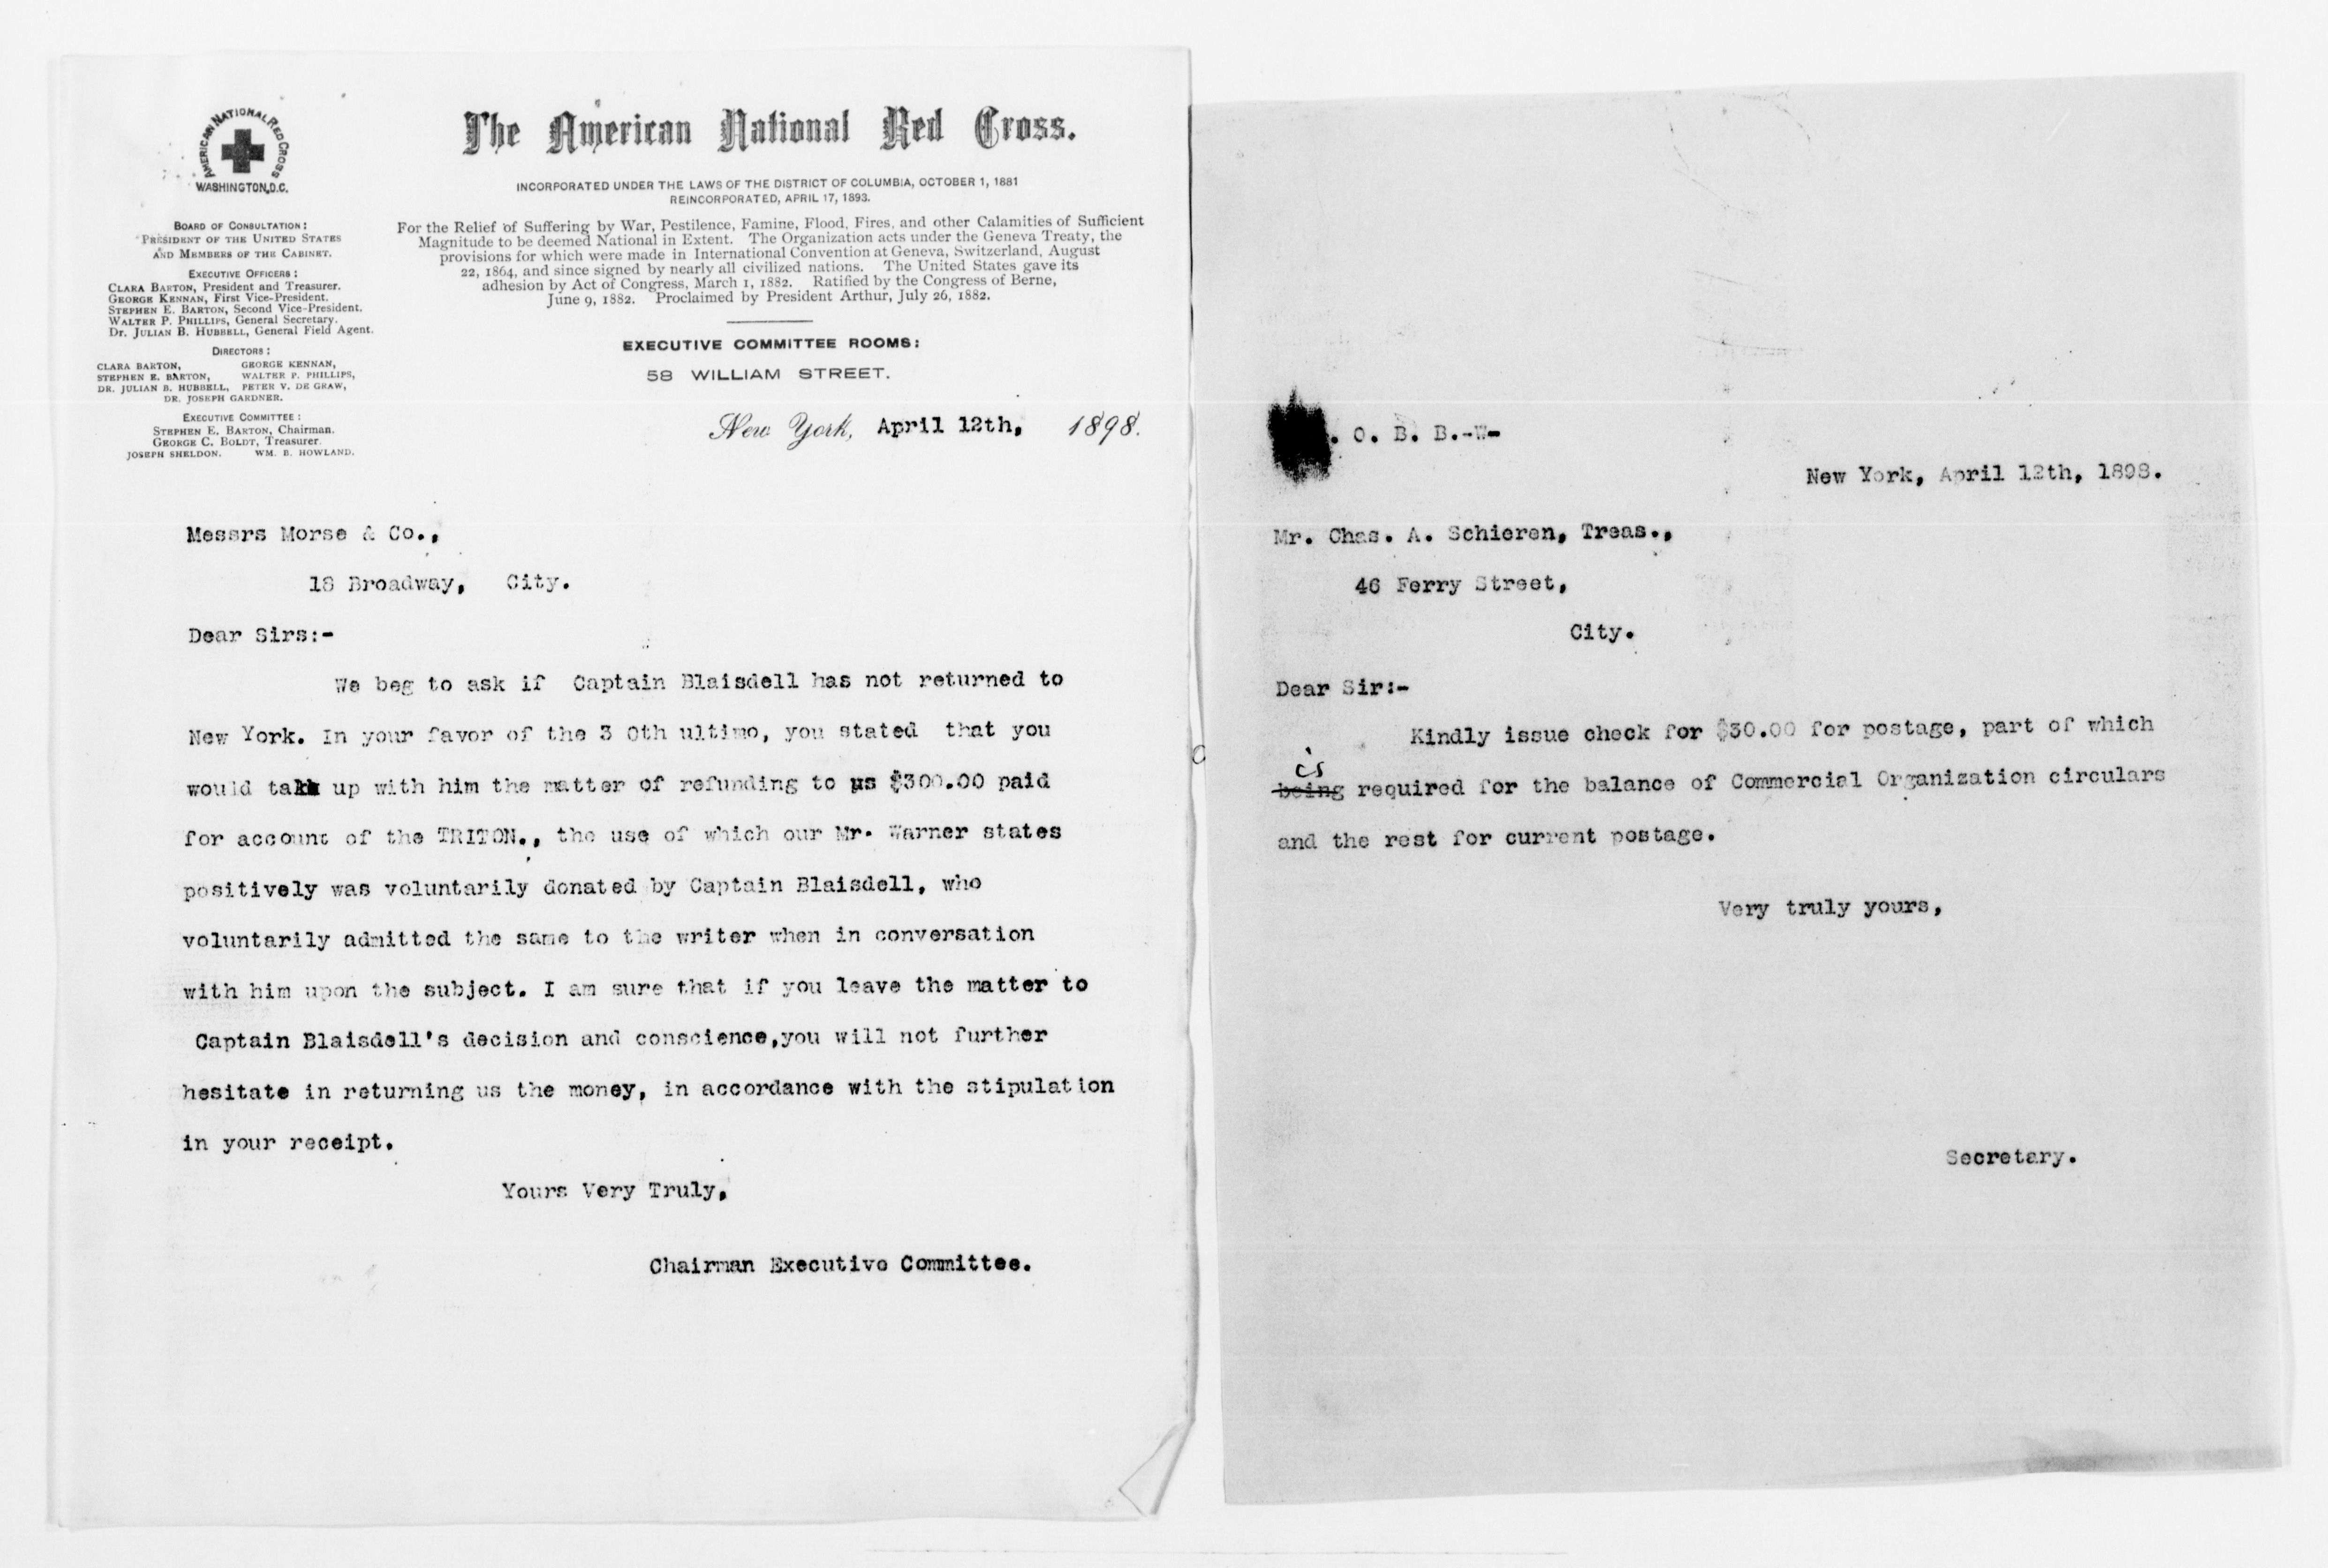 AMERICAN NATIONAL RED CROSS
WASHINGTON, D.C.
The American National Red Cross.
INCORPORATED UNDER THE LAWS OF THE DISTRICT OF COLUMBIA, OCTOBER 1, 1881
REINCORPORATED, APRIL 17, 1893.
For the Relief of Suffering by War, Pestilence, Famine, Flood, Fires, and other Calamities of Sufficient
Magnitude to be deemed National in Extent. The Organization acts under the Geneva Treaty, the
provisions for which were made in International Convention at Geneva, Switzerland, August
22, 1864, and since signed by nearly all civilized nations. The United States gave its
adhesion by Act of Congress, March 1, 1882. Ratified by the Congress of Berne,
June 9, 1882. Proclaimed by President Arthur, July 26, 1882.
BOARD OF CONSULTATION:
PRESIDENT OF THE UNITED STATES
AND MEMBERS OF THE CABINET.
EXECUTIVE OFFICERS:
CLARA BARTON, President and Treasurer.
GEORGE KENNAN, First Vice-President.
STEPHEN E. BARTON, Second Vice-President.
WALTER P. PHILLIPS, General Secretary.
Dr. JULIAN B. HUBBELL, General Field Agent.
DIRECTORS:
CLARA BARTON, GEORGE KENNAN,
STEPHEN E. BARTON, WALTER P. PHILLIPS,
DR. JULIAN B. HUBBELL, PETER V. DE GRAW,
DR. JOSEPH GARDNER.
EXECUTIVE COMMITTEE:
STEPHEN E. BARTON, Chairman.
GEORGE C. BOLDT, Treasurer.
JOSEPH SHELDON. WM. B. HOWLAND.
EXECUTIVE COMMITTEE ROOMS:
58 WILLIAM STREET.
New York, April 12th, 1898.
Messrs Morse & Co.,
18 Broadway, City.
Dear Sirs:-
We beg to ask if Captain Blaisdell has not returned to
New York. In your favor of the 3 0th ultimo, you stated that you
would talk up with him the matter of refunding to us $300.00 paid
for account of the TRITON., the use of which our Mr. Warner states
positively was voluntarily donated by Captain Blaisdell, who
voluntarily admitted the same to the writer when in conversation
with him upon the subject. I am sure that if you leave the matter to
Captain Blaisdell's decision and conscience,you will not further
hesitate in returning us the money, in accordance with the stipulation
in your receipt.
Yours Very Truly,
Chairman Executive Committee.
. O. B. B.-W-
New York, April 12th, 1898.
Mr. Chas. A. Schieren, Treas.,
46 Ferry Street,
City.
Dear Sir:-
Kindly issue check for $30.00 for postage, part of which
is
being required for the balance of Commercial Organization circulars
and the rest for current postage.
Very truly yours,
Secretary.